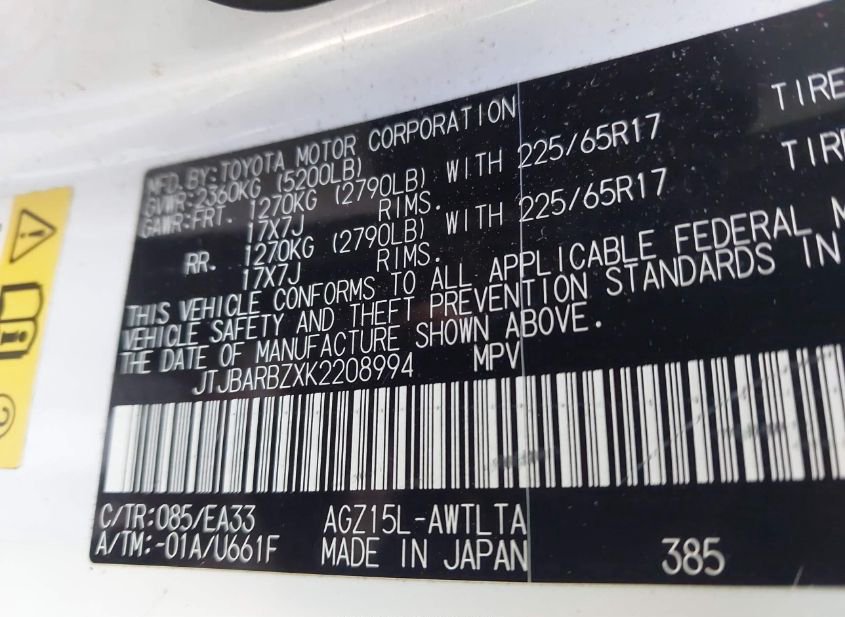 MFD. BY: TOYOTA MOTOR CORPORATION
GVWR: 2360KG (5200LB)
GAWR-FRT. 1270KG (2790LB) WITH 225/65R17 TIRE
17X7J RIMS.
RR. 1270KG (2790LB) WITH 225/65R17 TIRE
17X7J RIMS.
THIS VEHICLE CONFORMS TO ALL APPLICABLE FEDERAL M
VEHICLE SAFETY AND THEFT PREVENTION STANDARDS IN
THE DATE OF MANUFACTURE SHOWN ABOVE.
JTJBARBZXK2208994 MPV
C/TR:085/EA33 AGZ15L-AWTLTA
A/TM:-01A/U661F MADE IN JAPAN 385